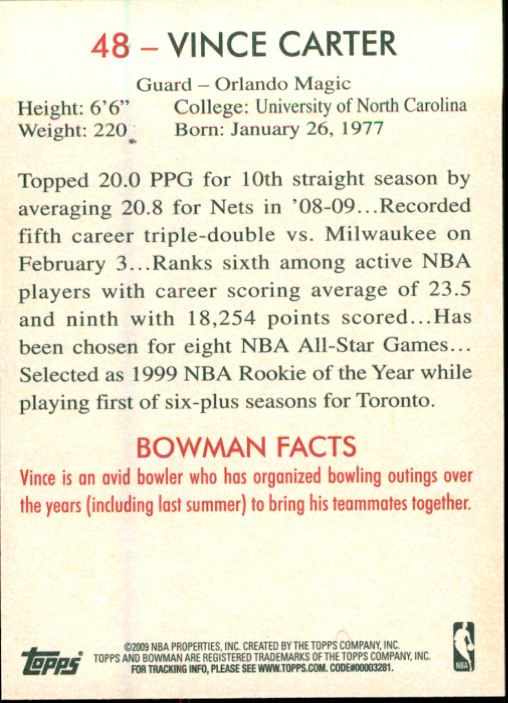 48 – VINCE CARTER
Guard – Orlando Magic
Height: 6’6” College: University of North Carolina
Weight: 220 Born: January 26, 1977
Topped 20.0 PPG for 10th straight season by
averaging 20.8 for Nets in ’08-09...Recorded
fifth career triple-double vs. Milwaukee on
February 3...Ranks sixth among active NBA
players with career scoring average of 23.5
and ninth with 18,254 points scored...Has
been chosen for eight NBA All-Star Games...
Selected as 1999 NBA Rookie of the Year while
playing first of six-plus seasons for Toronto.
BOWMAN FACTS
Vince is an avid bowler who has organized bowling outings over
the years (including last summer) to bring his teammates together.
topps
©2009 NBA PROPERTIES, INC. CREATED BY THE TOPPS COMPANY, INC.
TOPPS AND BOWMAN ARE REGISTERED TRADEMARKS OF THE TOPPS COMPANY, INC.
FOR TRACKING INFO, PLEASE SEE WWW.TOPPS.COM. CODE#00003281.
NBA